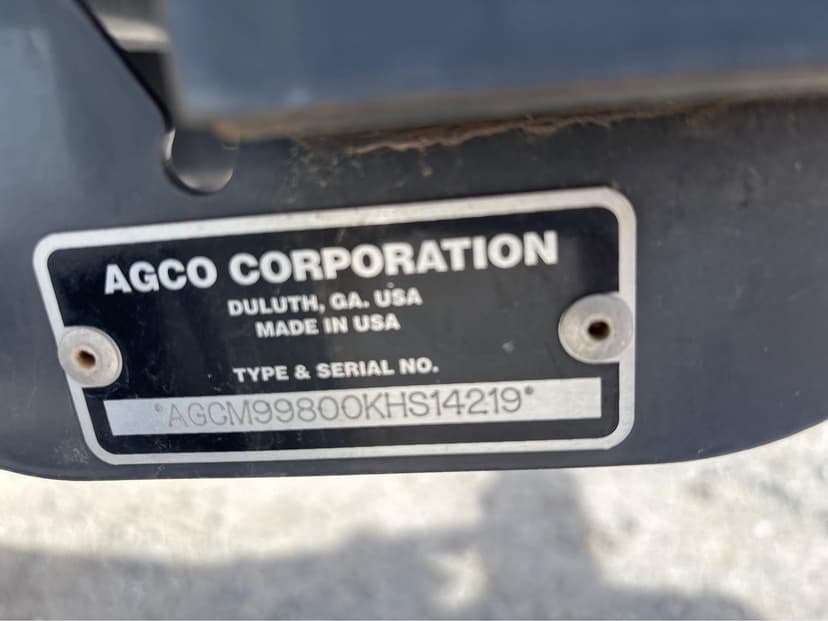 AGCO CORPORATION
DULUTH, GA. USA
MADE IN USA
TYPE & SERIAL NO.
*AGCM99800KHS14219*